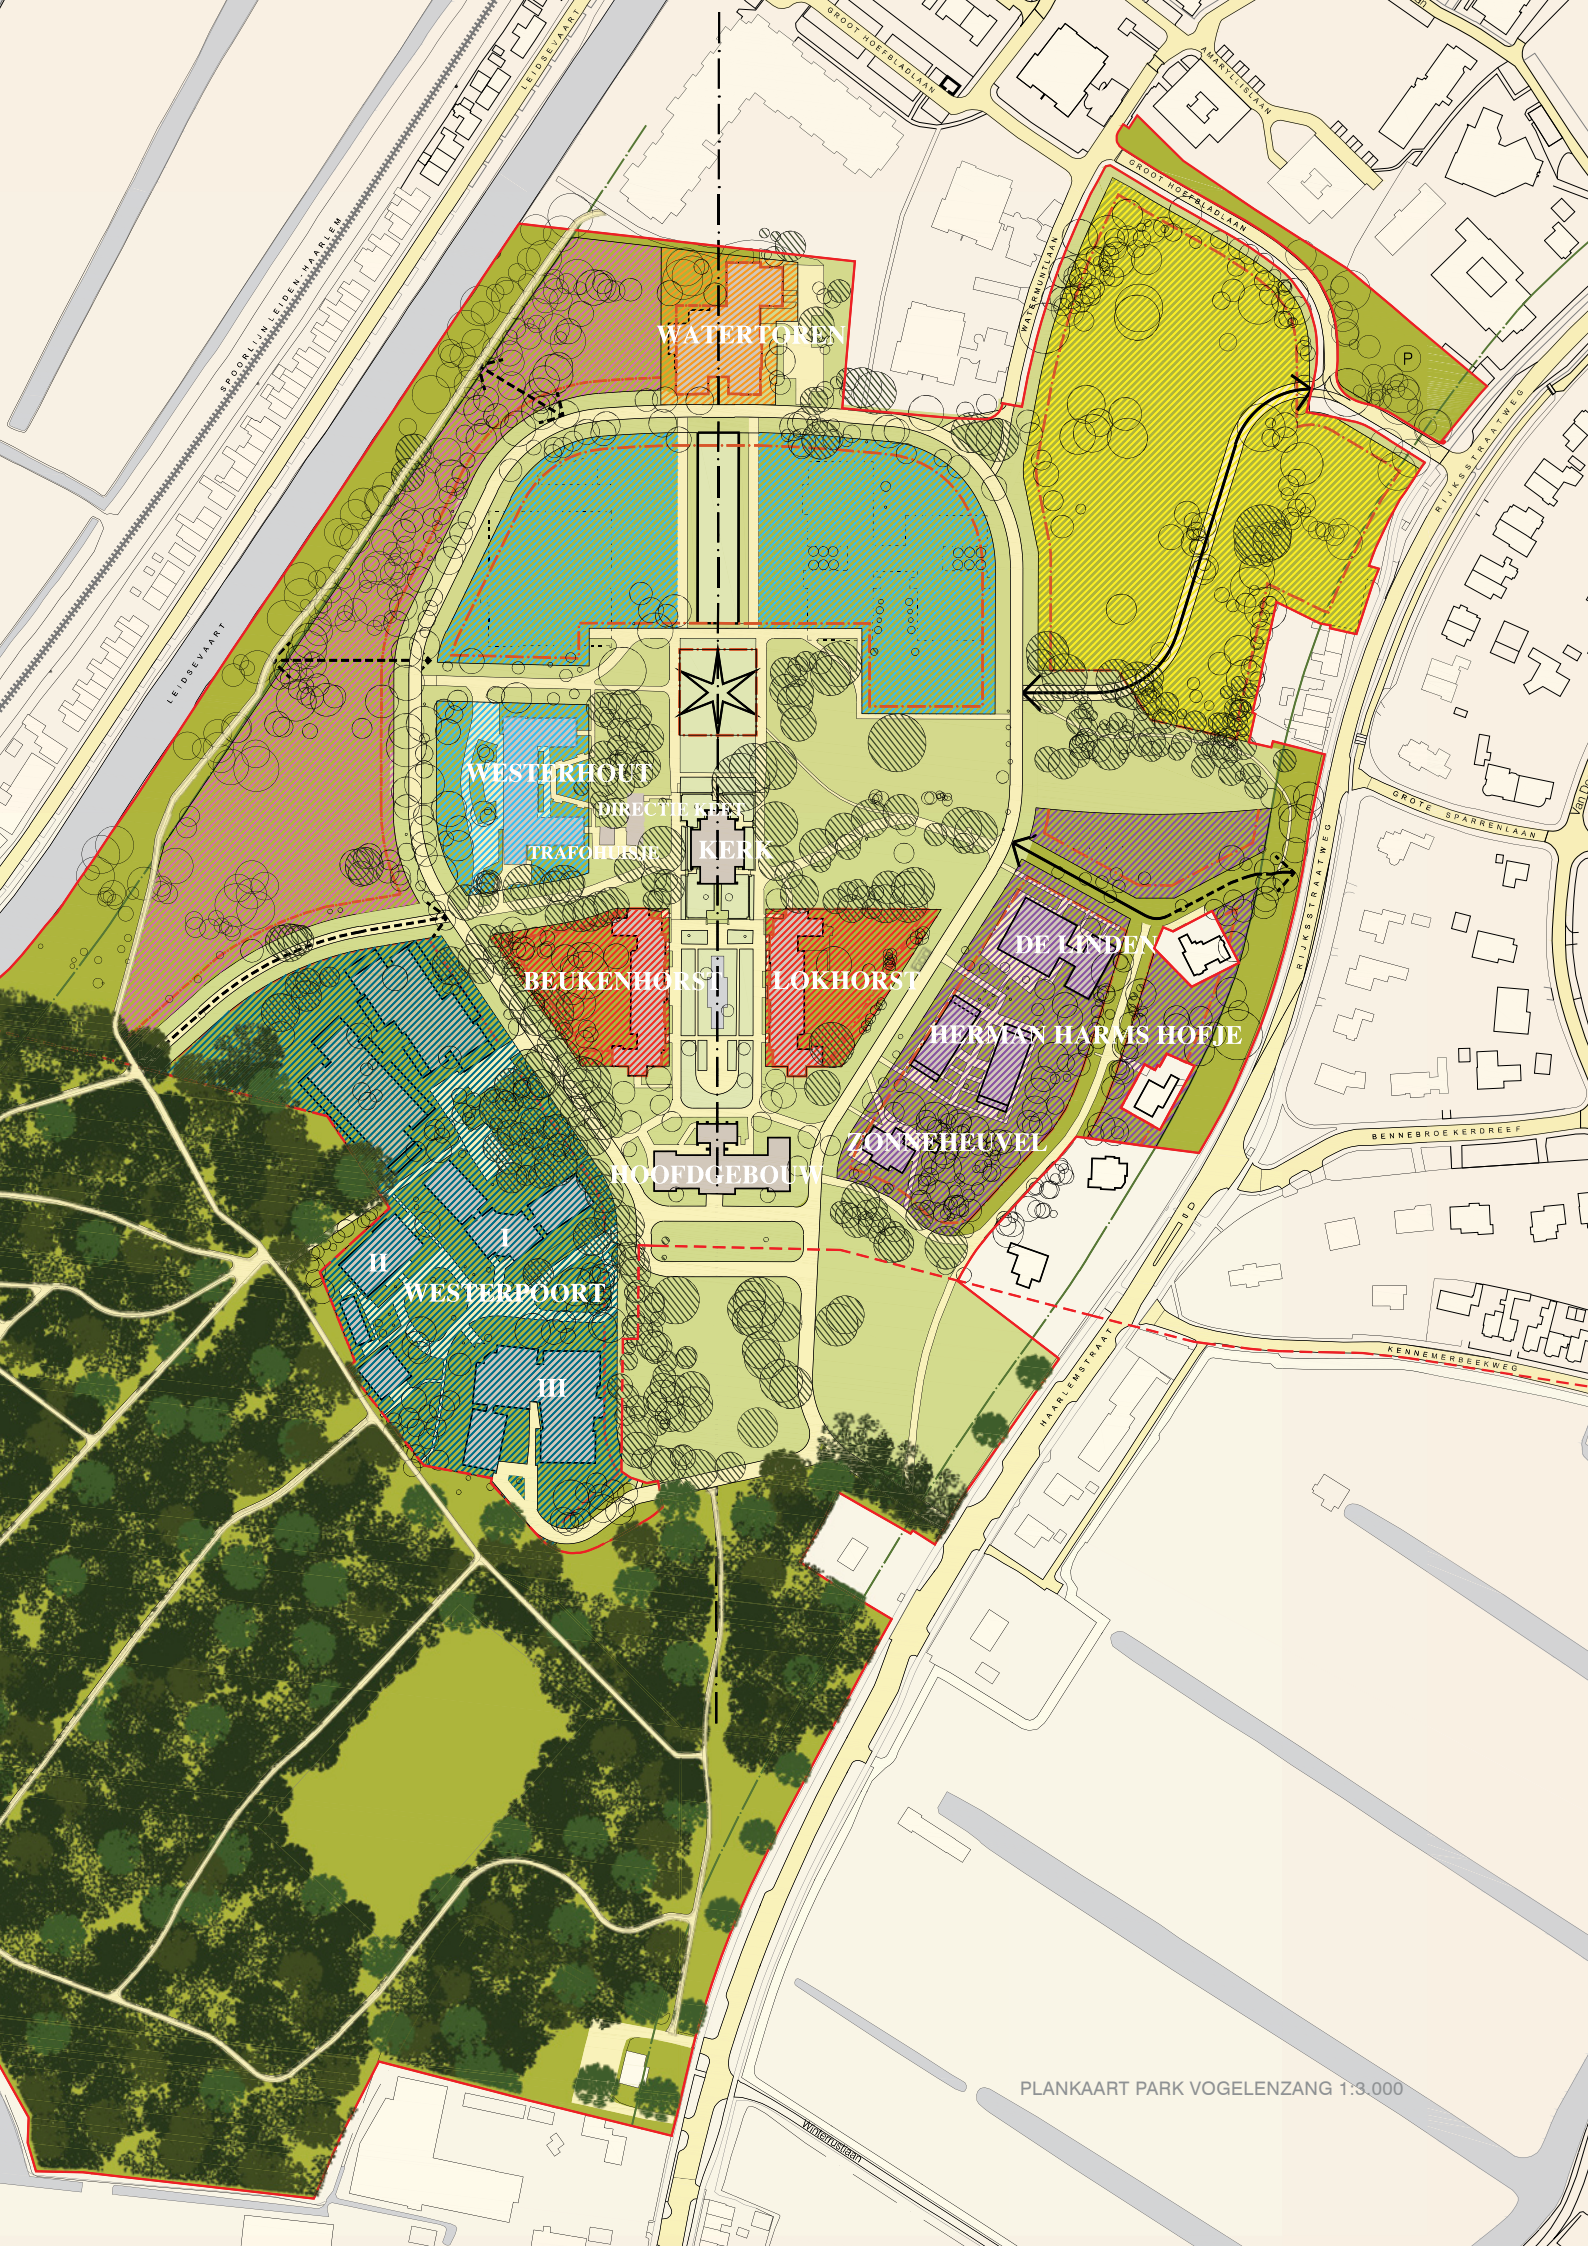 GROOT HOEFBLADLAAN
LEIDSEVAART
AMARYLLISLAAN
GROOT HOEFBLADLAAN
SPOORLIJN LEIDEN-HAARLEM
WATERMUNTLAAN
WATERTOREN
P
RIJKSSTRAATWEG
LEIDSEVAART
WESTERHOUT
DIRECTIE KEET
TRAFOHUISJE
KERK
GROTE SPARRENLAAN
RIJKSSTRAATWEG
DE LINDEN
BEUKENHORST
LOKHORST
HERMAN HARMS HOFJE
ZONNEHEUVEL
BENNEBROEKERDREEF
HOOFDGEBOUW
I
II
WESTERPOORT
III
KENNEMERBEEKWEG
HAARLEMSTRAAT
PLANKAART PARK VOGELENZANG 1:3.000
Winterrustlaan